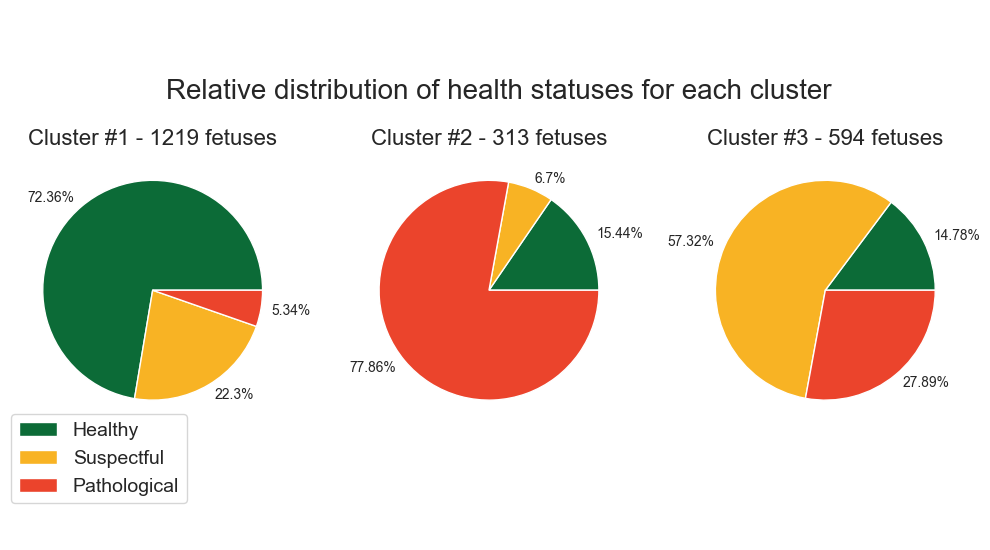 Relative distribution of health statuses for each cluster
Cluster #1 - 1219 fetuses
72.36%
5.34%
22.3%
Cluster #2 - 313 fetuses
6.7%
15.44%
77.86%
Cluster #3 - 594 fetuses
57.32%
14.78%
27.89%
Healthy
Suspectful
Pathological